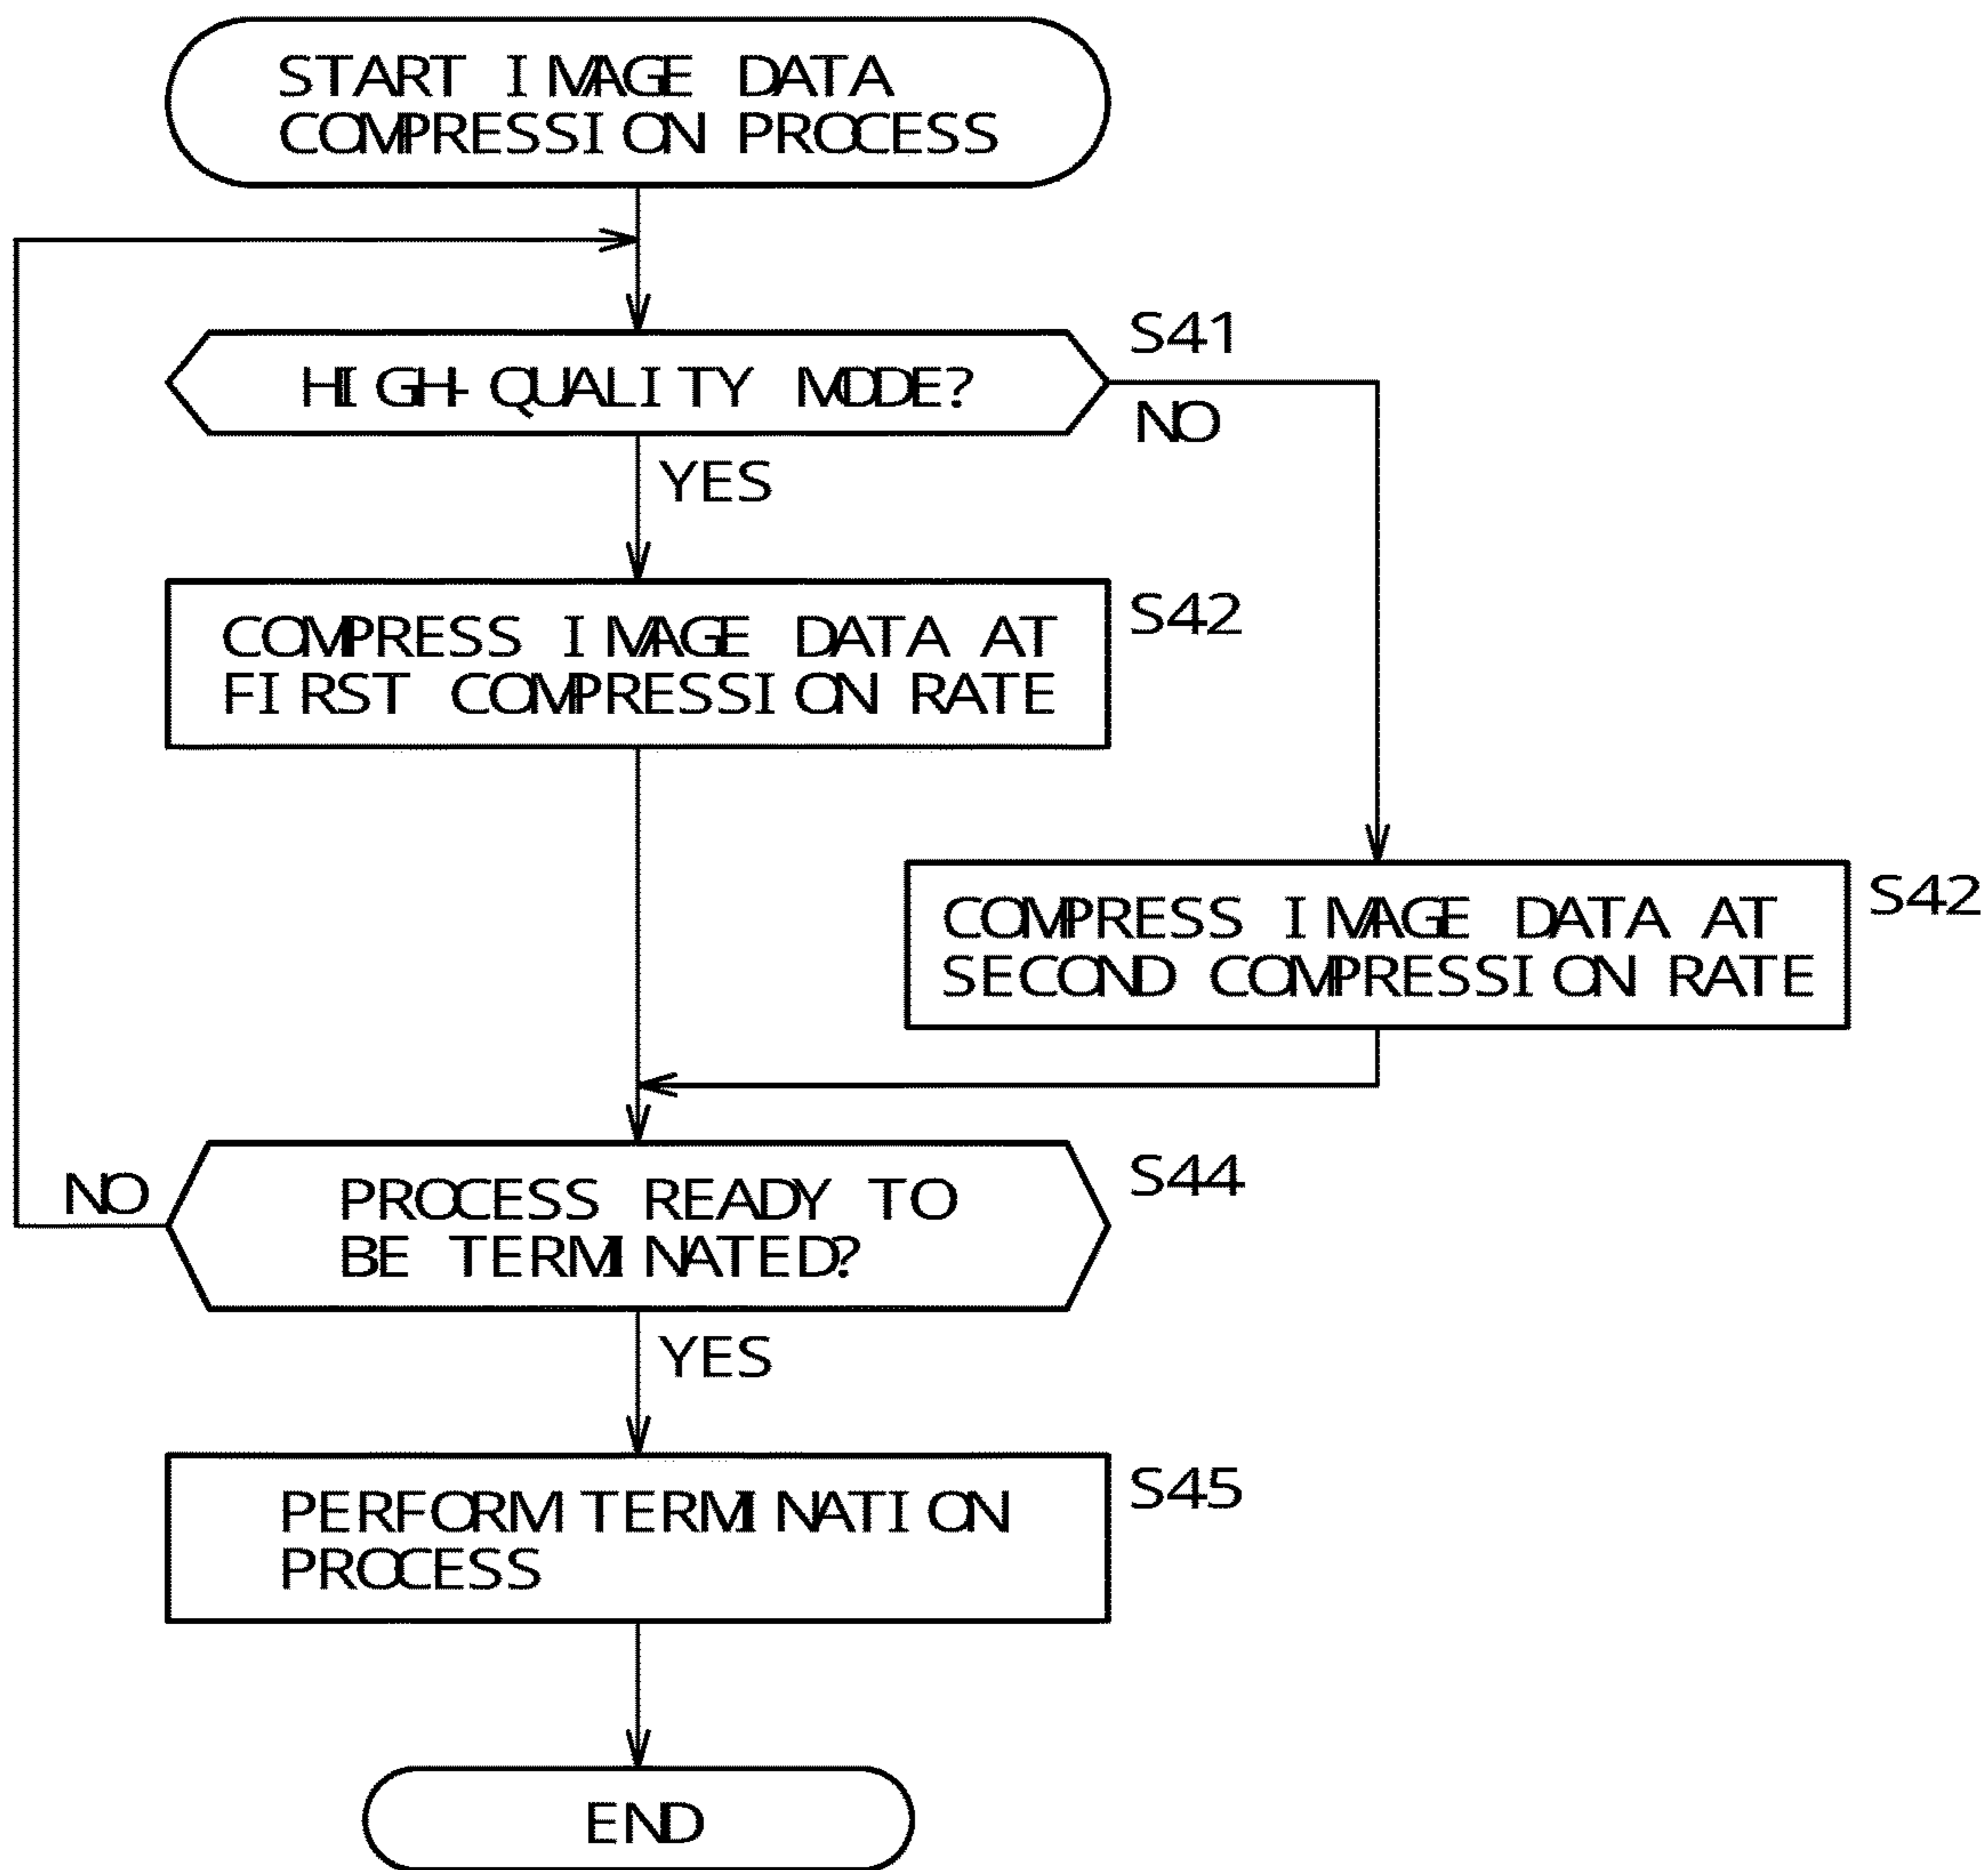 START IMAGE DATA
COMPRESSION PROCESS
S41
HIGH-QUALITY MODE?
NO
YES
S42
COMPRESS IMAGE DATA AT
FIRST COMPRESSION RATE
S42
COMPRESS IMAGE DATA AT
SECOND COMPRESSION RATE
S44
NO
PROCESS READY TO
BE TERMINATED?
YES
S45
PERFORM TERMINATION
PROCESS
END